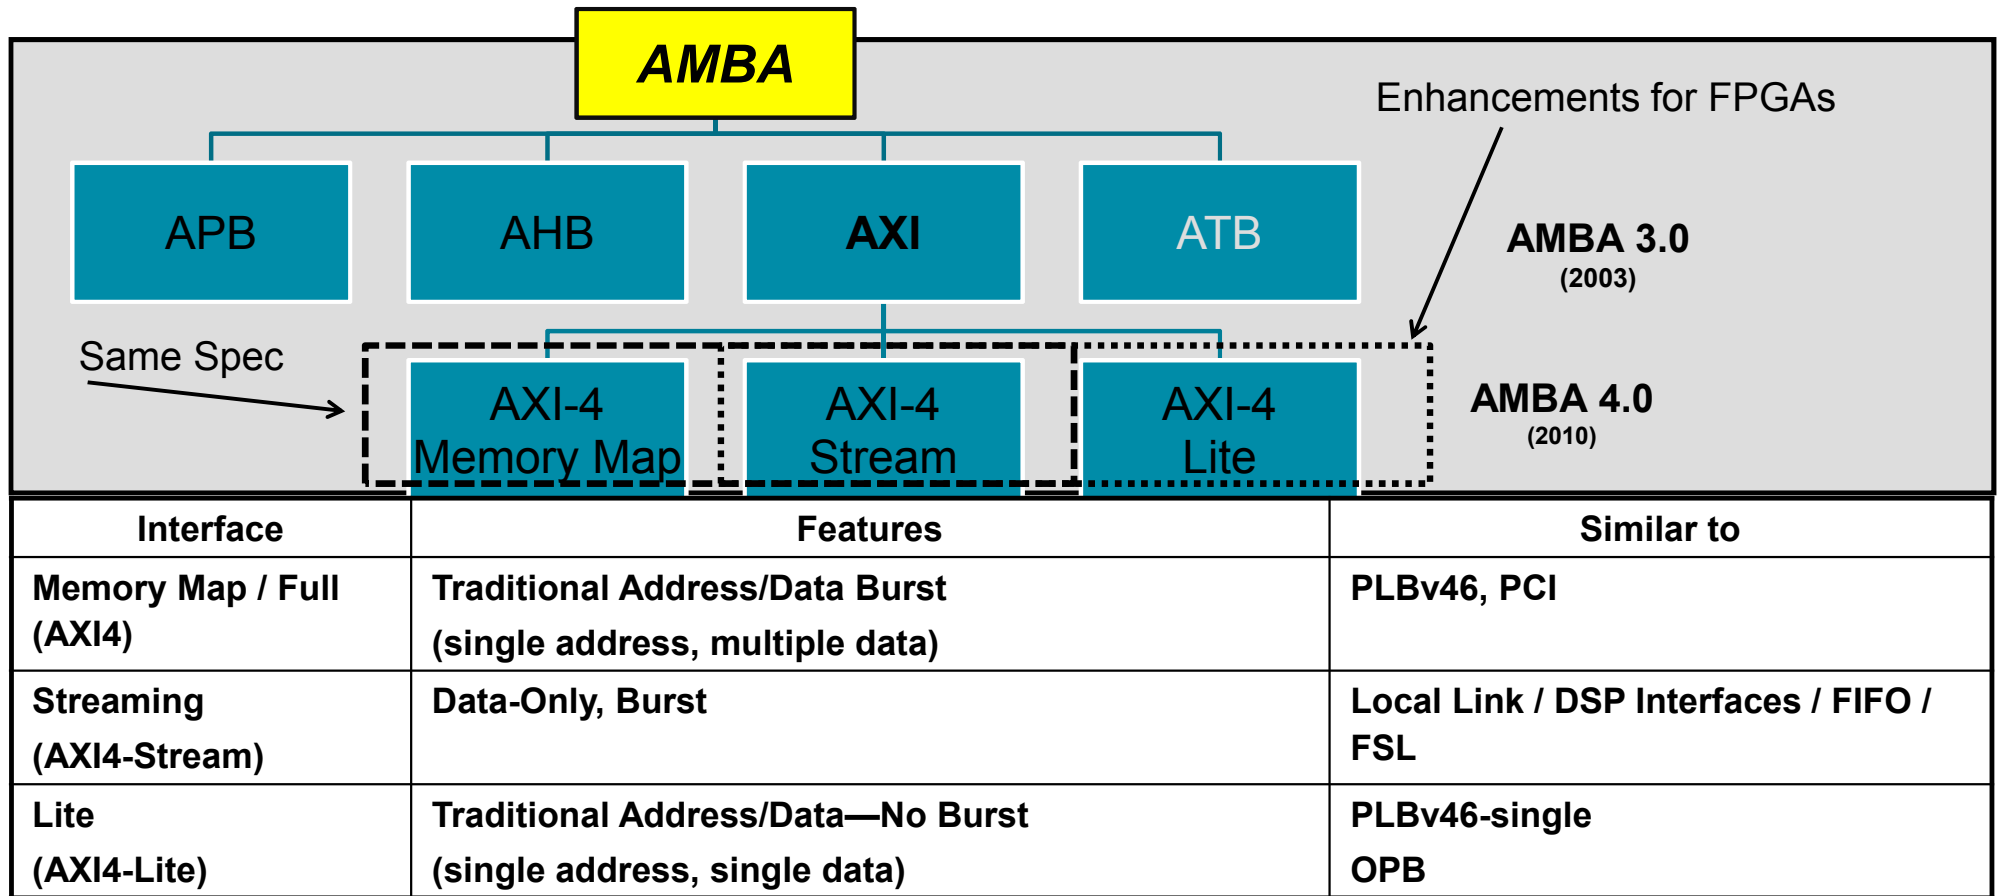 AMBA
Enhancements for FPGAs
APB
AHB
AXI
ATB
AMBA 3.0
(2003)
Same Spec
AXI-4
Memory Map
AXI-4
Stream
AXI-4
Lite
AMBA 4.0
(2010)
Interface
Features
Similar to
Memory Map / Full
(AXI4)
Traditional Address/Data Burst
(single address, multiple data)
PLBv46, PCI
Streaming
(AXI4-Stream)
Data-Only, Burst
Local Link / DSP Interfaces / FIFO /
FSL
Lite
(AXI4-Lite)
Traditional Address/Data—No Burst
(single address, single data)
PLBv46-single
OPB